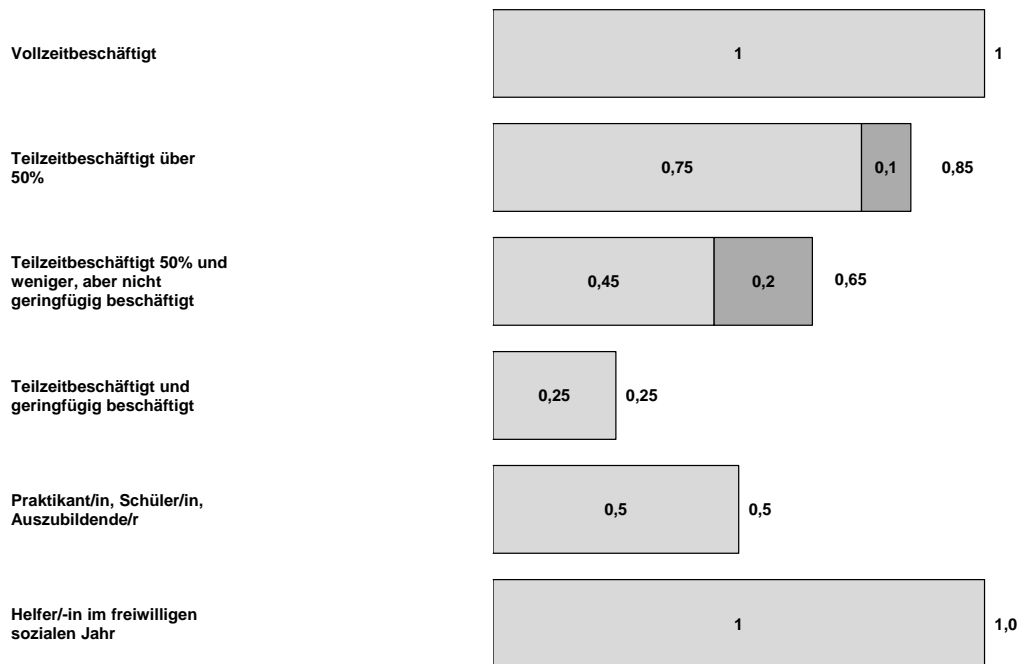 Vollzeitbeschäftigt
1
1
Teilzeitbeschäftigt über
50%
0,75
0,1
0,85
Teilzeitbeschäftigt 50% und
weniger, aber nicht
geringfügig beschäftigt
0,45
0,2
0,65
Teilzeitbeschäftigt und
geringfügig beschäftigt
0,25
0,25
Praktikant/in, Schüler/in,
Auszubildende/r
0,5
0,5
Helfer/-in im freiwilligen
sozialen Jahr
1
1,0